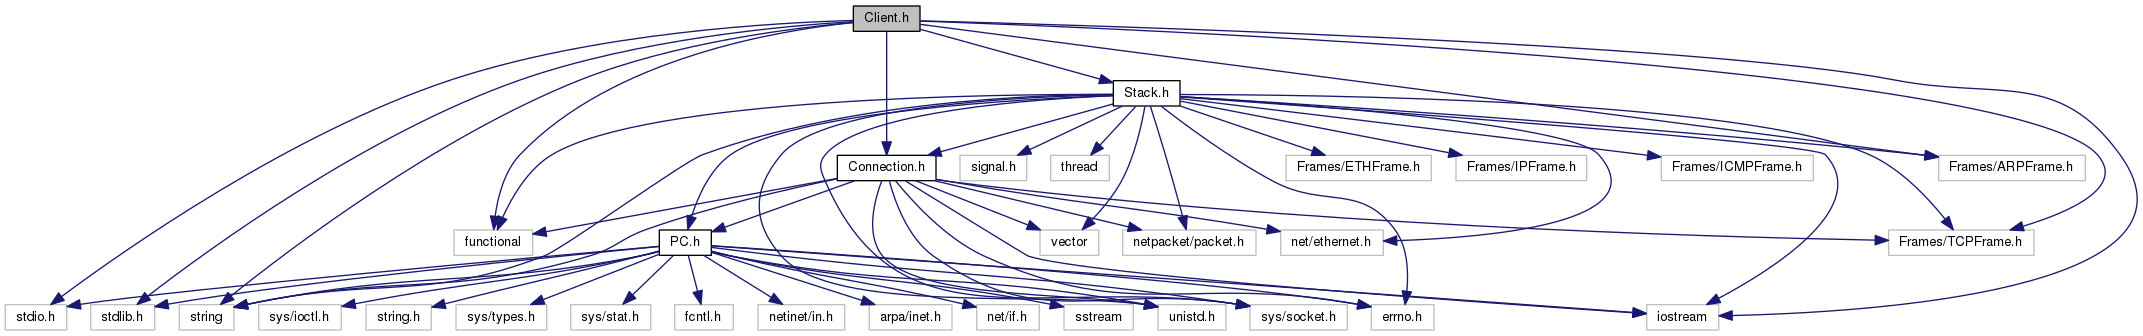 Client.h
Stack.h
Connection.h
signal.h
thread
Frames/ETHFrame.h
Frames/IPFrame.h
Frames/ICMPFrame.h
Frames/ARPFrame.h
functional
PC.h
vector
netpacket/packet.h
net/ethernet.h
Frames/TCPFrame.h
stdio.h
stdlib.h
string
sys/ioctl.h
string.h
sys/types.h
sys/stat.h
fcntl.h
netinet/in.h
arpa/inet.h
net/if.h
sstream
unistd.h
sys/socket.h
errno.h
iostream